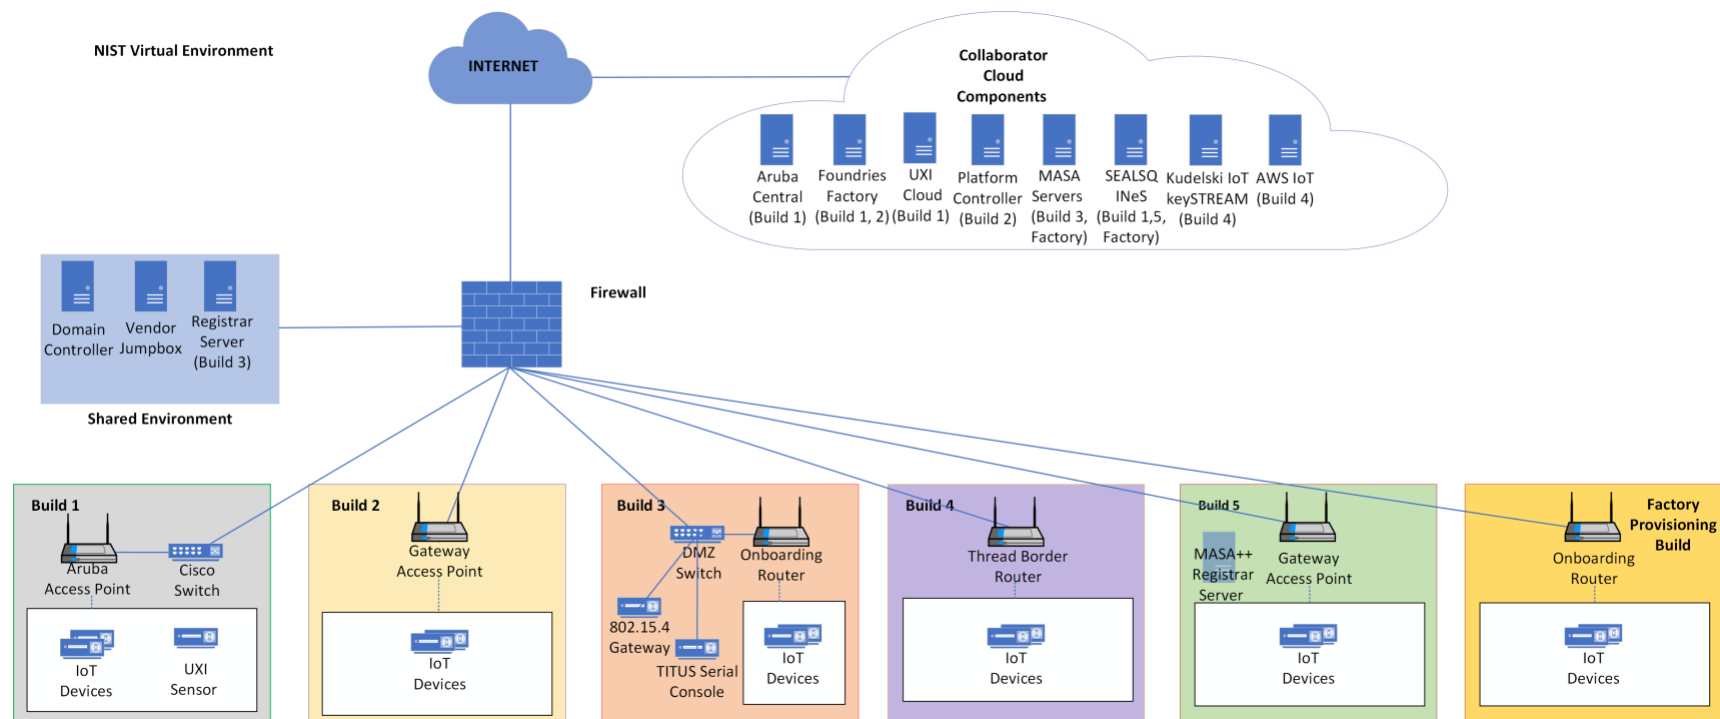 NIST Virtual Environment
INTERNET
Collaborator
Cloud
Components
Aruba
Central
(Build 1)
Foundries
Factory
(Build 1, 2)
UXI
Cloud
(Build 1)
Platform
Controller
(Build 2)
MASA
Servers
(Build 3,
Factory)
SEALSQ
INeS
(Build 1,5,
Factory)
Kudelski IoT
keySTREAM
(Build 4)
AWS IoT
(Build 4)
Domain
Controller
Vendor
Jumpbox
Registrar
Server
(Build 3)
Shared Environment
Firewall
Build 1
Aruba
Access Point
Cisco
Switch
IoT
Devices
UXI
Sensor
Build 2
Gateway
Access Point
IoT
Devices
Build 3
DMZ
Switch
Onboarding
Router
802.15.4
Gateway
TITUS Serial
Console
IoT
Devices
Build 4
Thread Border
Router
IoT
Devices
Build 5
MASA++
Registrar
Server
Gateway
Access Point
IoT
Devices
Factory
Provisioning
Build
Onboarding
Router
IoT
Devices